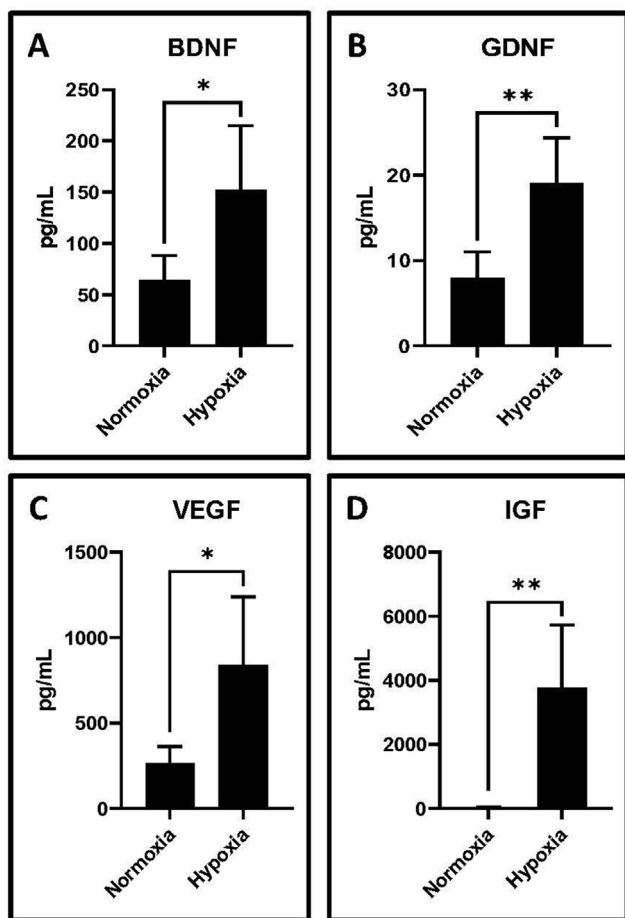 A
BDNF
pg/mL
250
200
150
100
50
0
*
Normoxia
Hypoxia
B
GDNF
pg/mL
30
20
10
0
**
Normoxia
Hypoxia
C
VEGF
pg/mL
1500
1000
500
0
*
Normoxia
Hypoxia
D
IGF
pg/mL
8000
6000
4000
2000
0
**
Normoxia
Hypoxia